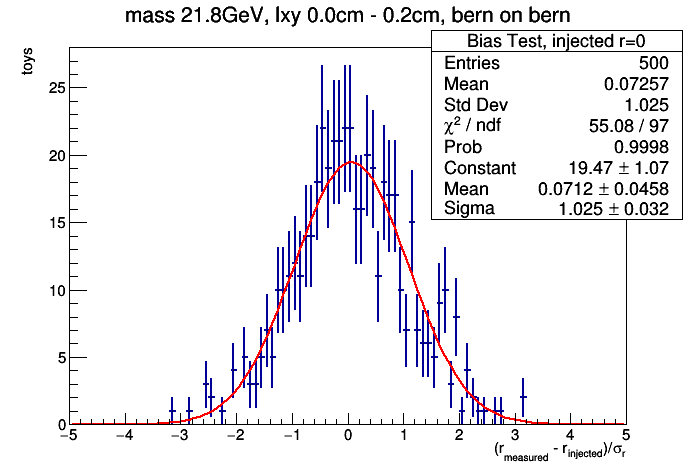 mass 21.8GeV, lxy 0.0cm - 0.2cm, bern on bern
Bias Test, injected r=0
Entries 500
Mean 0.07257
Std Dev 1.025
χ² / ndf 55.08 / 97
Prob 0.9998
Constant 19.47 ± 1.07
Mean 0.0712 ± 0.0458
Sigma 1.025 ± 0.032
toys
25
20
15
10
5
0
−5 −4 −3 −2 −1 0 1 2 3 4 5
(r_measured - r_injected)/σ_r